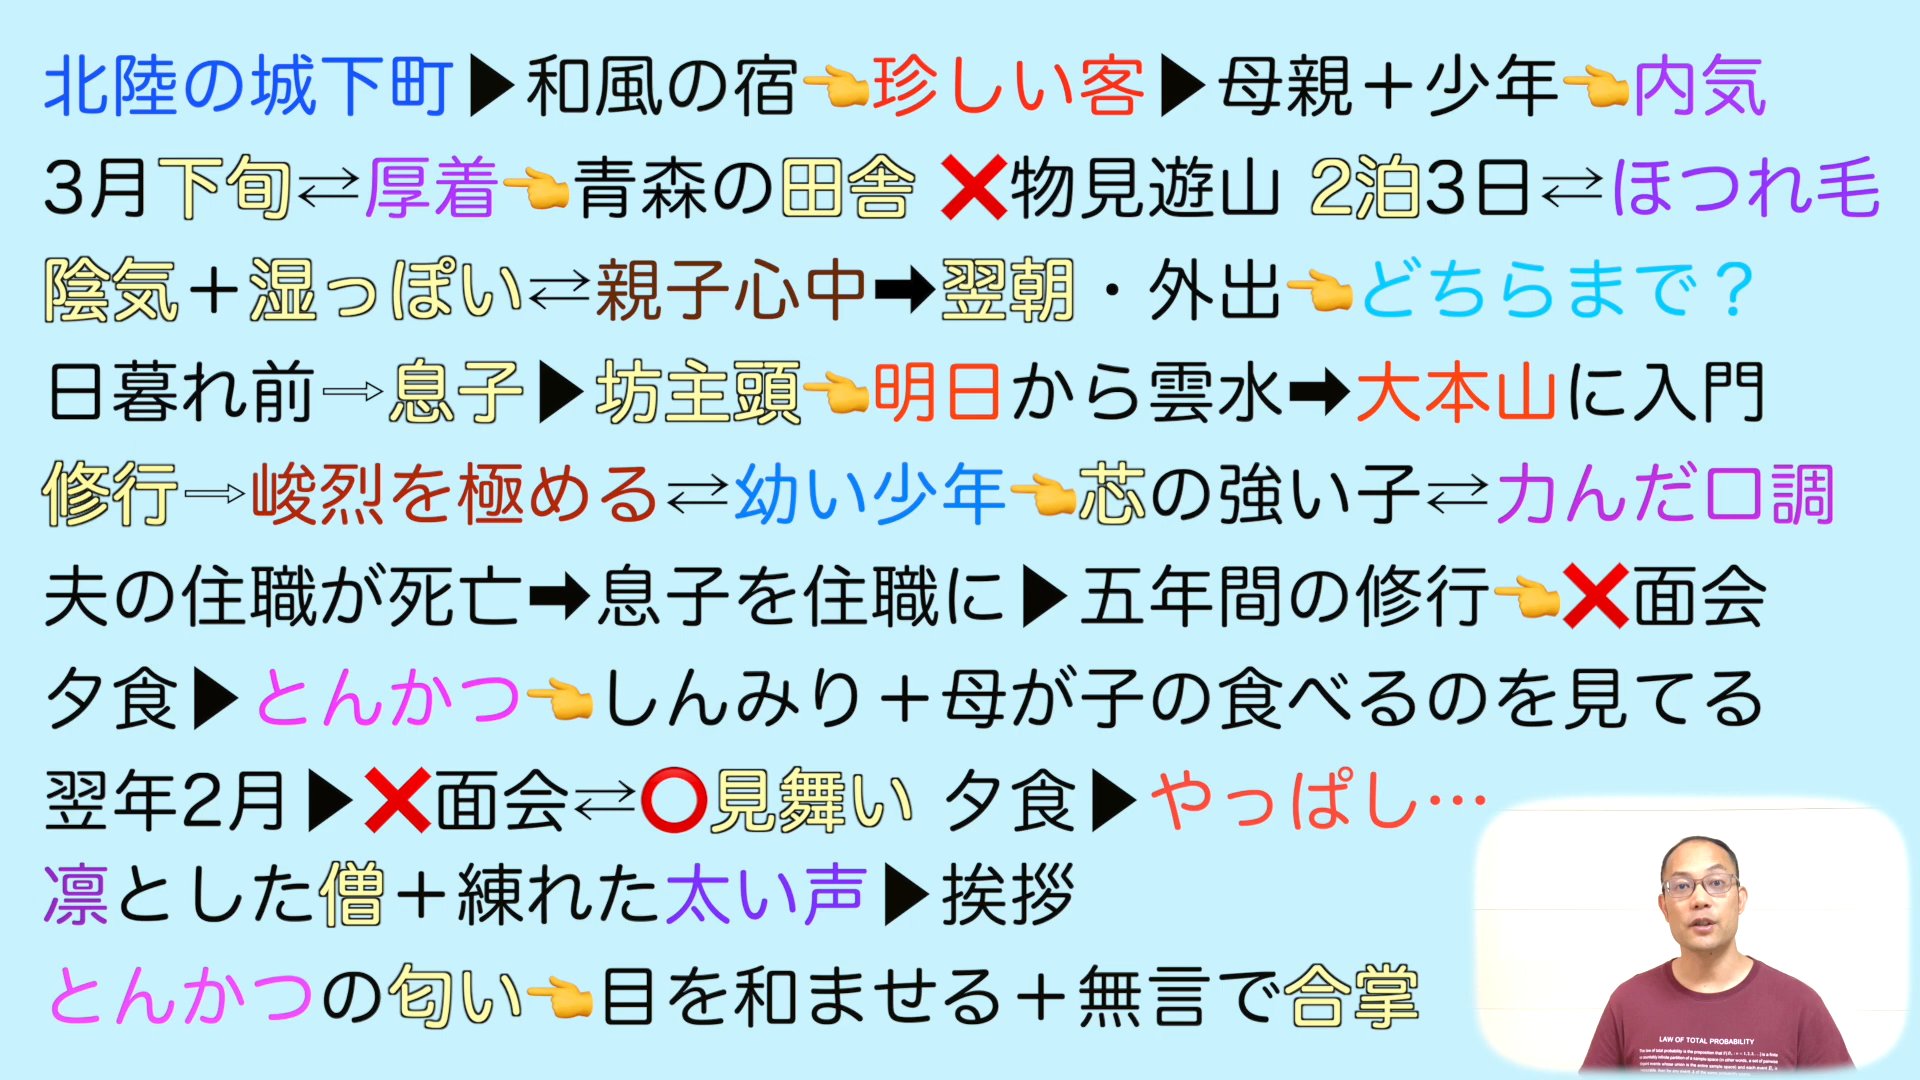 北陸の城下町▶和風の宿👈珍しい客▶母親＋少年👈内気
3月下旬⇄厚着👈青森の田舎 ❌物見遊山 2泊3日⇄ほつれ毛
陰気＋湿っぽい⇄親子心中➡翌朝・外出👈どちらまで？
日暮れ前⇨息子▶坊主頭👈明日から雲水➡大本山に入門
修行⇨峻烈を極める⇄幼い少年👈芯の強い子⇄力んだ口調
夫の住職が死亡➡息子を住職に▶五年間の修行👈❌面会
夕食▶とんかつ👈しんみり＋母が子の食べるのを見てる
翌年2月▶❌面会⇄⭕見舞い 夕食▶やっぱし…
凛とした僧＋練れた太い声▶挨拶
とんかつの匂い👈目を和ませる＋無言で合掌
LAW OF TOTAL PROBABILITY